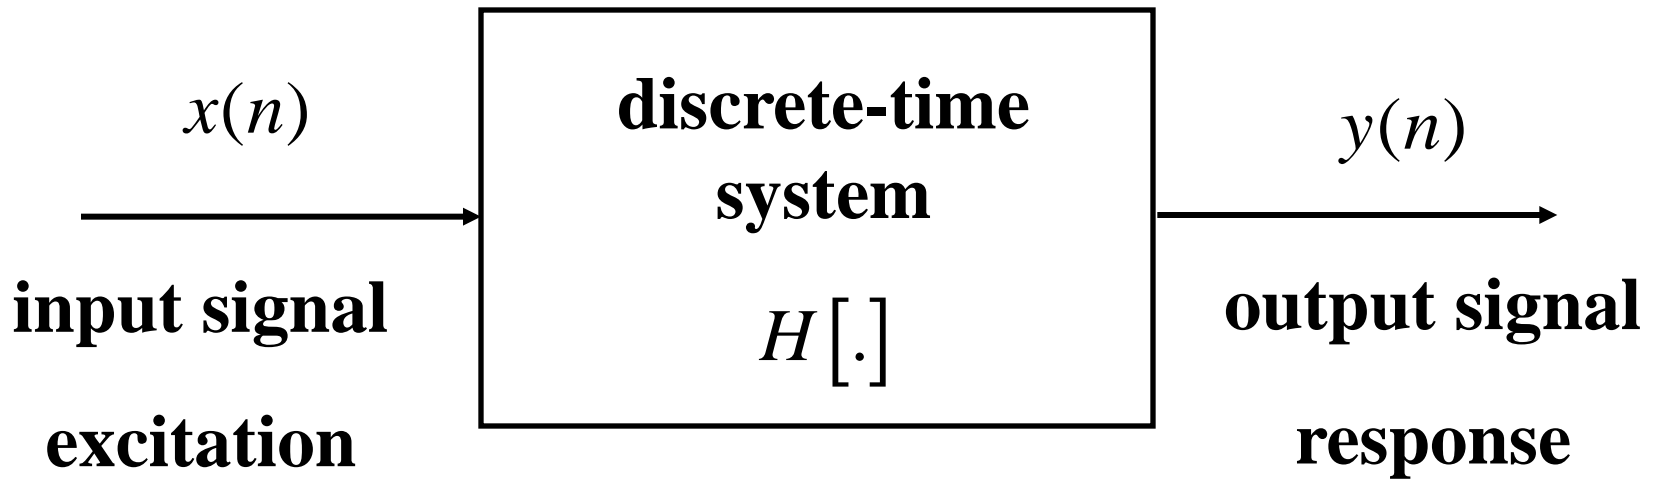 x(n)
input signal
excitation
discrete-time
system
H[.]
y(n)
output signal
response